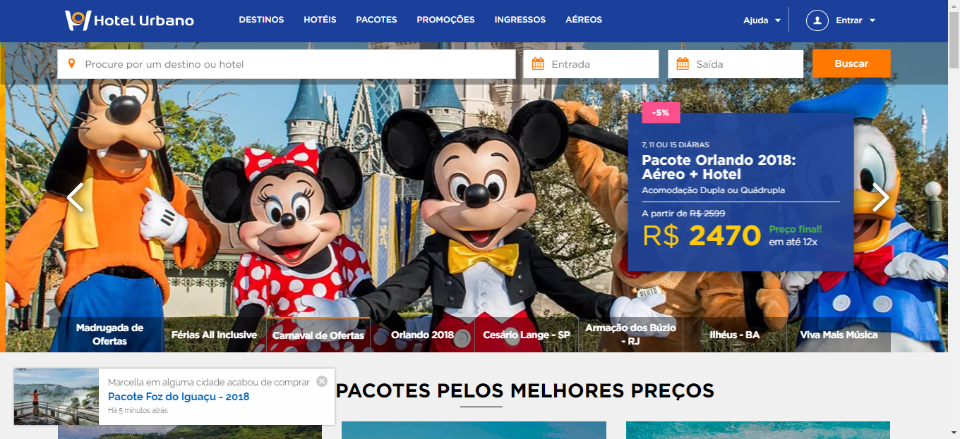 Hotel Urbano
DESTINOS HOTÉIS PACOTES PROMOÇÕES INGRESSOS AÉREOS
Ajuda Entrar
Procure por um destino ou hotel
Entrada
Saída
Buscar
-5%
7, 11 OU 15 DIÁRIAS
Pacote Orlando 2018:
Aéreo + Hotel
Acomodação Dupla ou Quádrupla
A partir de R$ 2599
R$ 2470
Preço final!
em até 12x
Madrugada de
Ofertas
Férias All Inclusive
Carnaval de Ofertas
Orlando 2018
Cesário Lange - SP
Armação dos Búzio
- RJ
Ilhéus - BA
Viva Mais Música
Marcella em alguma cidade acabou de comprar
Pacote Foz do Iguaçu - 2018
Há 5 minutos atrás
PACOTES PELOS MELHORES PREÇOS